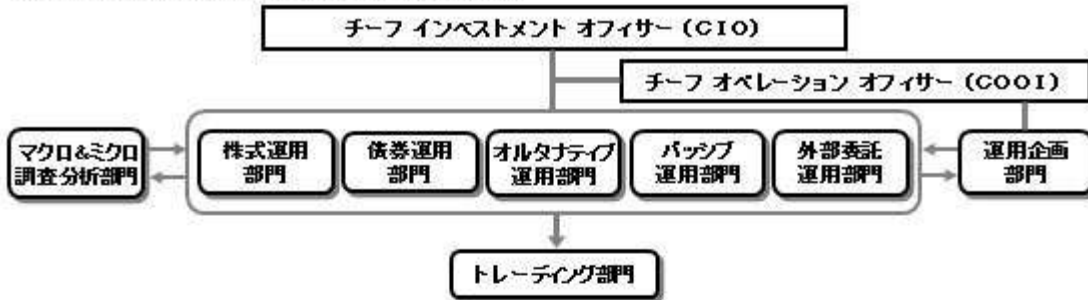 チーフ インベストメント オフィサー (CIO)
チーフ オペレーション オフィサー (COOI)
マクロ&ミクロ
調査分析部門
株式運用
部門
債券運用
部門
オルタナティブ
運用部門
パッシブ
運用部門
外部委託
運用部門
運用企画
部門
トレーディング部門